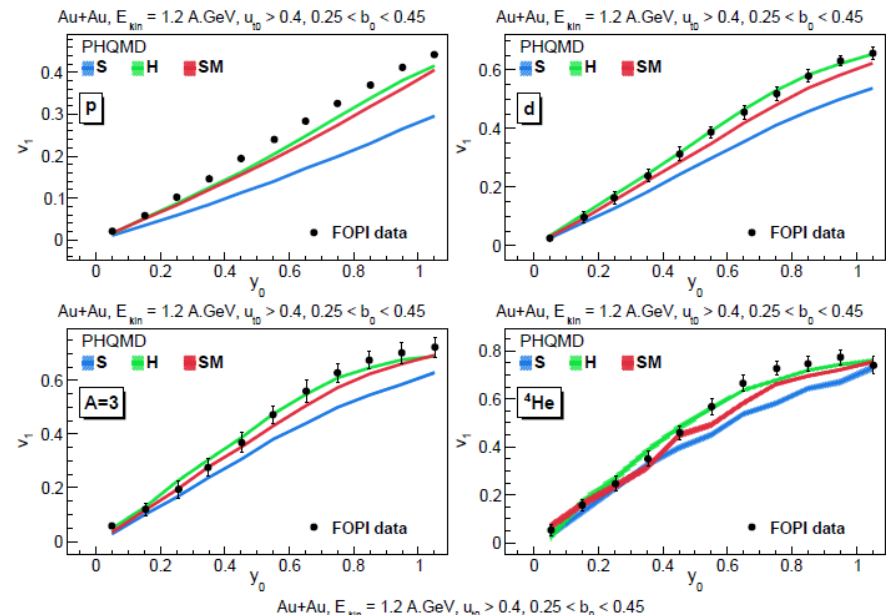 Au+Au, E_kin = 1.2 A.GeV, u_t0 > 0.4, 0.25 < b_0 < 0.45
PHQMD
S H SM
p
v_1
0.4
0.3
0.2
0.1
0
FOPI data
0 0.2 0.4 0.6 0.8 1
y_0
Au+Au, E_kin = 1.2 A.GeV, u_t0 > 0.4, 0.25 < b_0 < 0.45
PHQMD
S H SM
d
v_1
0.6
0.4
0.2
0
FOPI data
0 0.2 0.4 0.6 0.8 1
y_0
Au+Au, E_kin = 1.2 A.GeV, u_t0 > 0.4, 0.25 < b_0 < 0.45
PHQMD
S H SM
A=3
v_1
0.6
0.4
0.2
0
FOPI data
0 0.2 0.4 0.6 0.8 1
y_0
Au+Au, E_kin = 1.2 A.GeV, u_t0 > 0.4, 0.25 < b_0 < 0.45
PHQMD
S H SM
⁴He
v_1
0.8
0.6
0.4
0.2
0
FOPI data
0 0.2 0.4 0.6 0.8 1
y_0
Au+Au, E_kin = 1.2 A.GeV, u_t0 > 0.4, 0.25 < b_0 < 0.45